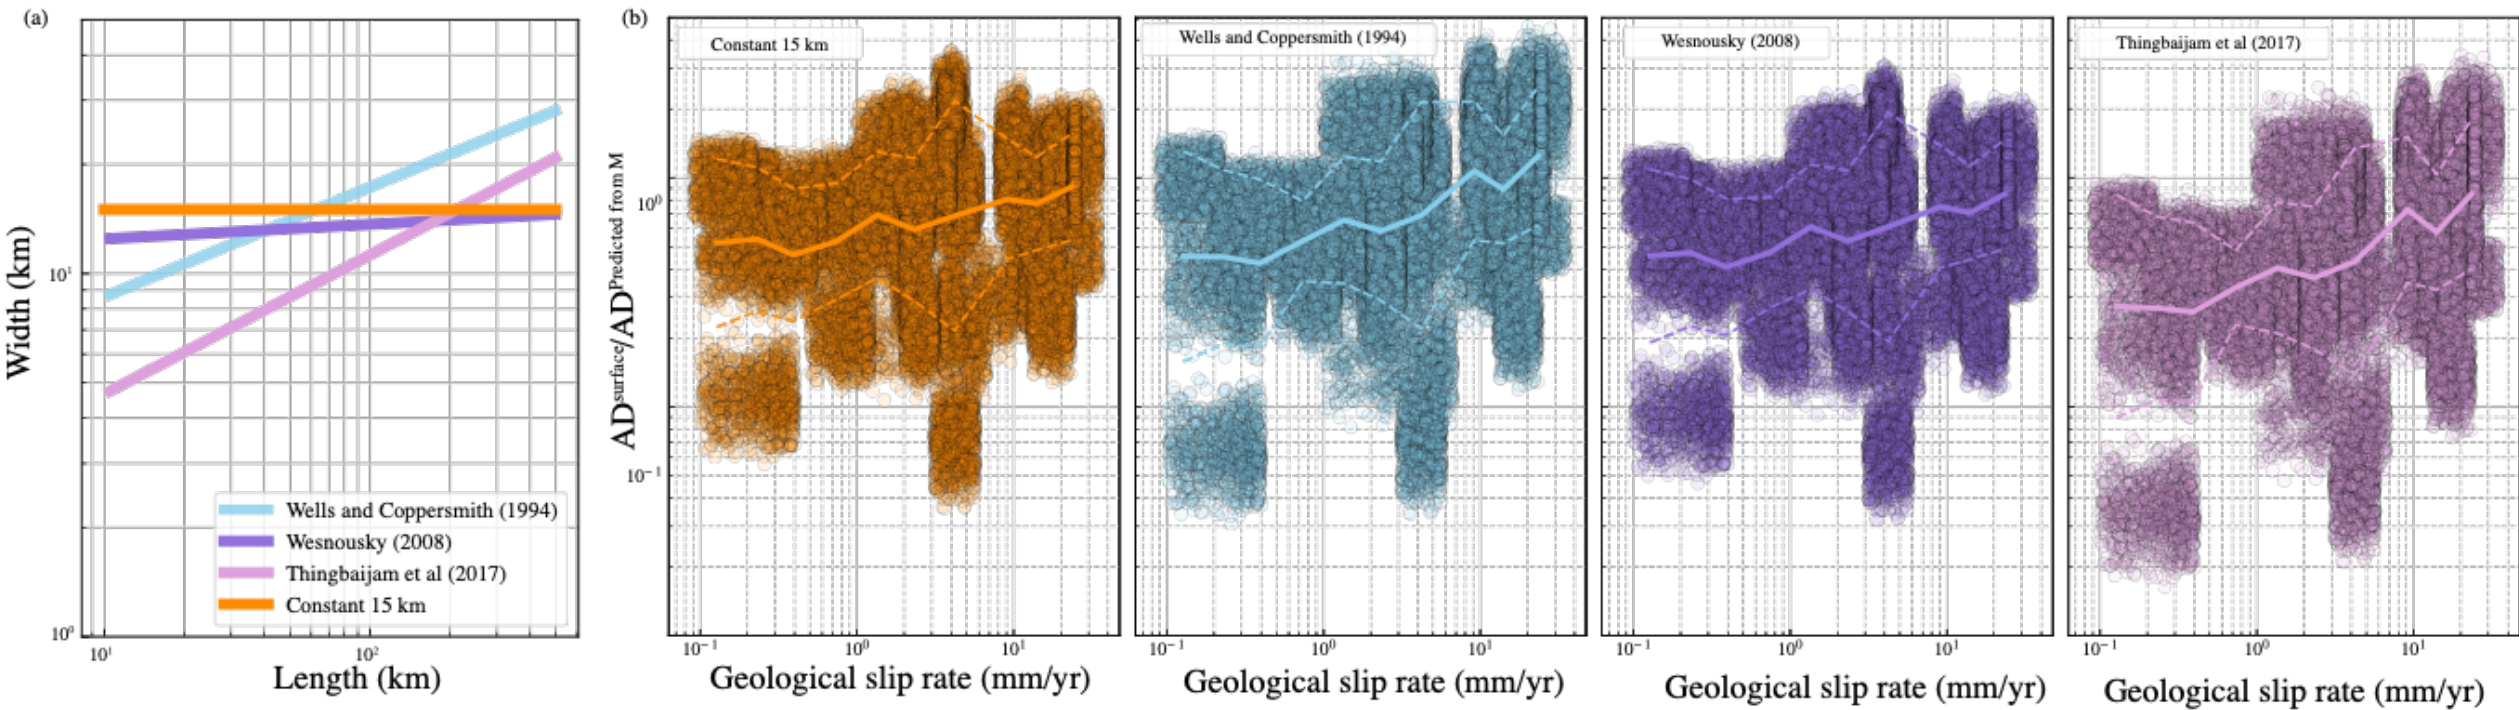 (a)
Width (km)
10¹
10⁰
Wells and Coppersmith (1994)
Wesnousky (2008)
Thingbaijam et al (2017)
Constant 15 km
10¹
10²
Length (km)
(b)
AD^surface/AD^Predicted from M
10⁰
10⁻¹
Constant 15 km
10⁻¹
10⁰
10¹
Geological slip rate (mm/yr)
Wells and Coppersmith (1994)
10⁻¹
10⁰
10¹
Geological slip rate (mm/yr)
Wesnousky (2008)
10⁻¹
10⁰
10¹
Geological slip rate (mm/yr)
Thingbaijam et al (2017)
10⁻¹
10⁰
10¹
Geological slip rate (mm/yr)